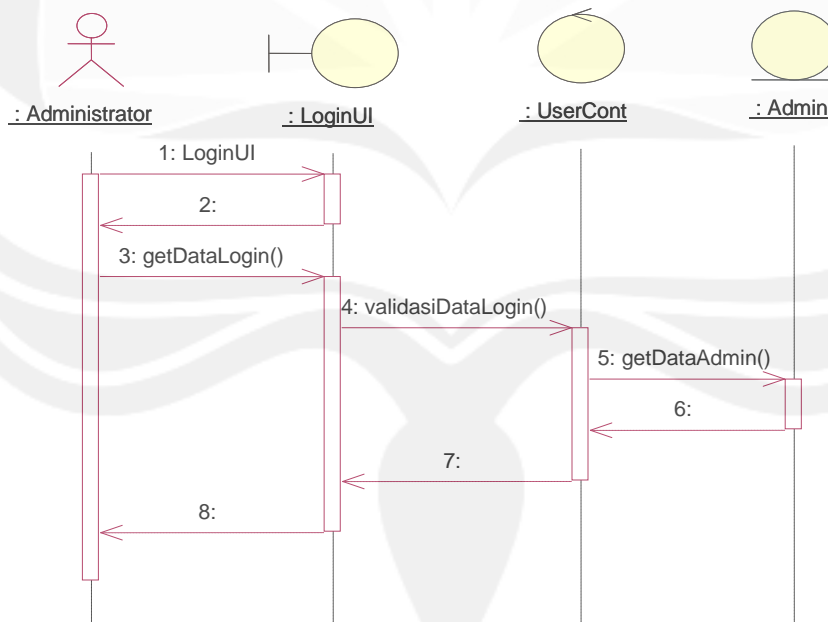 : Administrator
: LoginUI
: UserCont
: Admin
1: LoginUI
2:
3: getDataLogin()
4: validasiDataLogin()
5: getDataAdmin()
6:
7:
8: